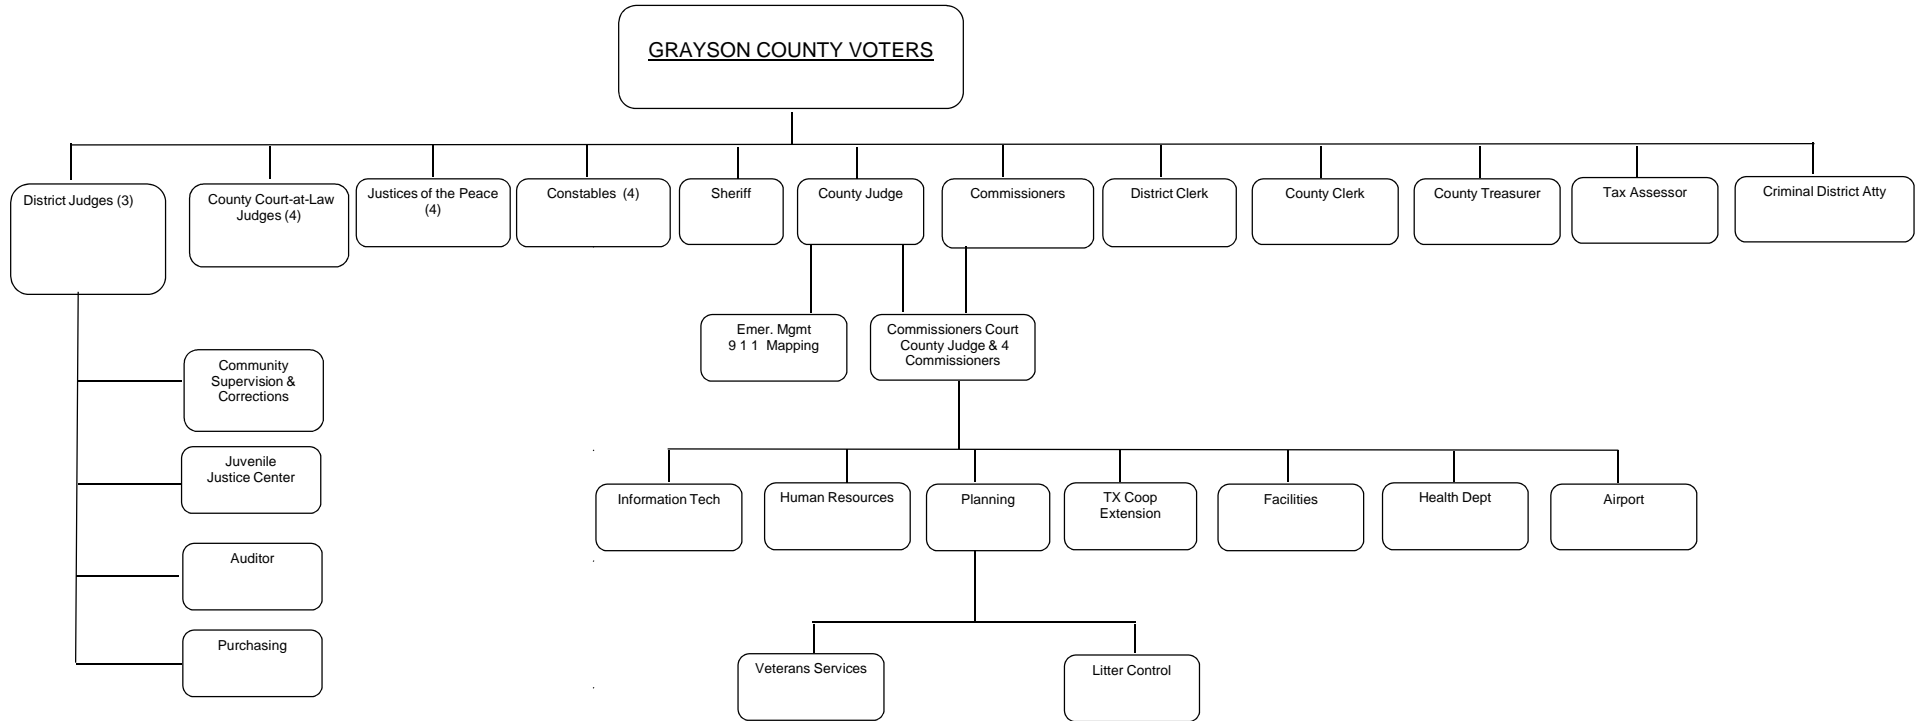 GRAYSON COUNTY VOTERS
District Judges (3)
County Court-at-Law
Judges (4)
Justices of the Peace
(4)
Constables (4)
Sheriff
County Judge
Commissioners
District Clerk
County Clerk
County Treasurer
Tax Assessor
Criminal District Atty
Emer. Mgmt
9 1 1 Mapping
Commissioners Court
County Judge & 4
Commissioners
Community
Supervision &
Corrections
Juvenile
Justice Center
Auditor
Purchasing
Information Tech
Human Resources
Planning
TX Coop
Extension
Facilities
Health Dept
Airport
Veterans Services
Litter Control